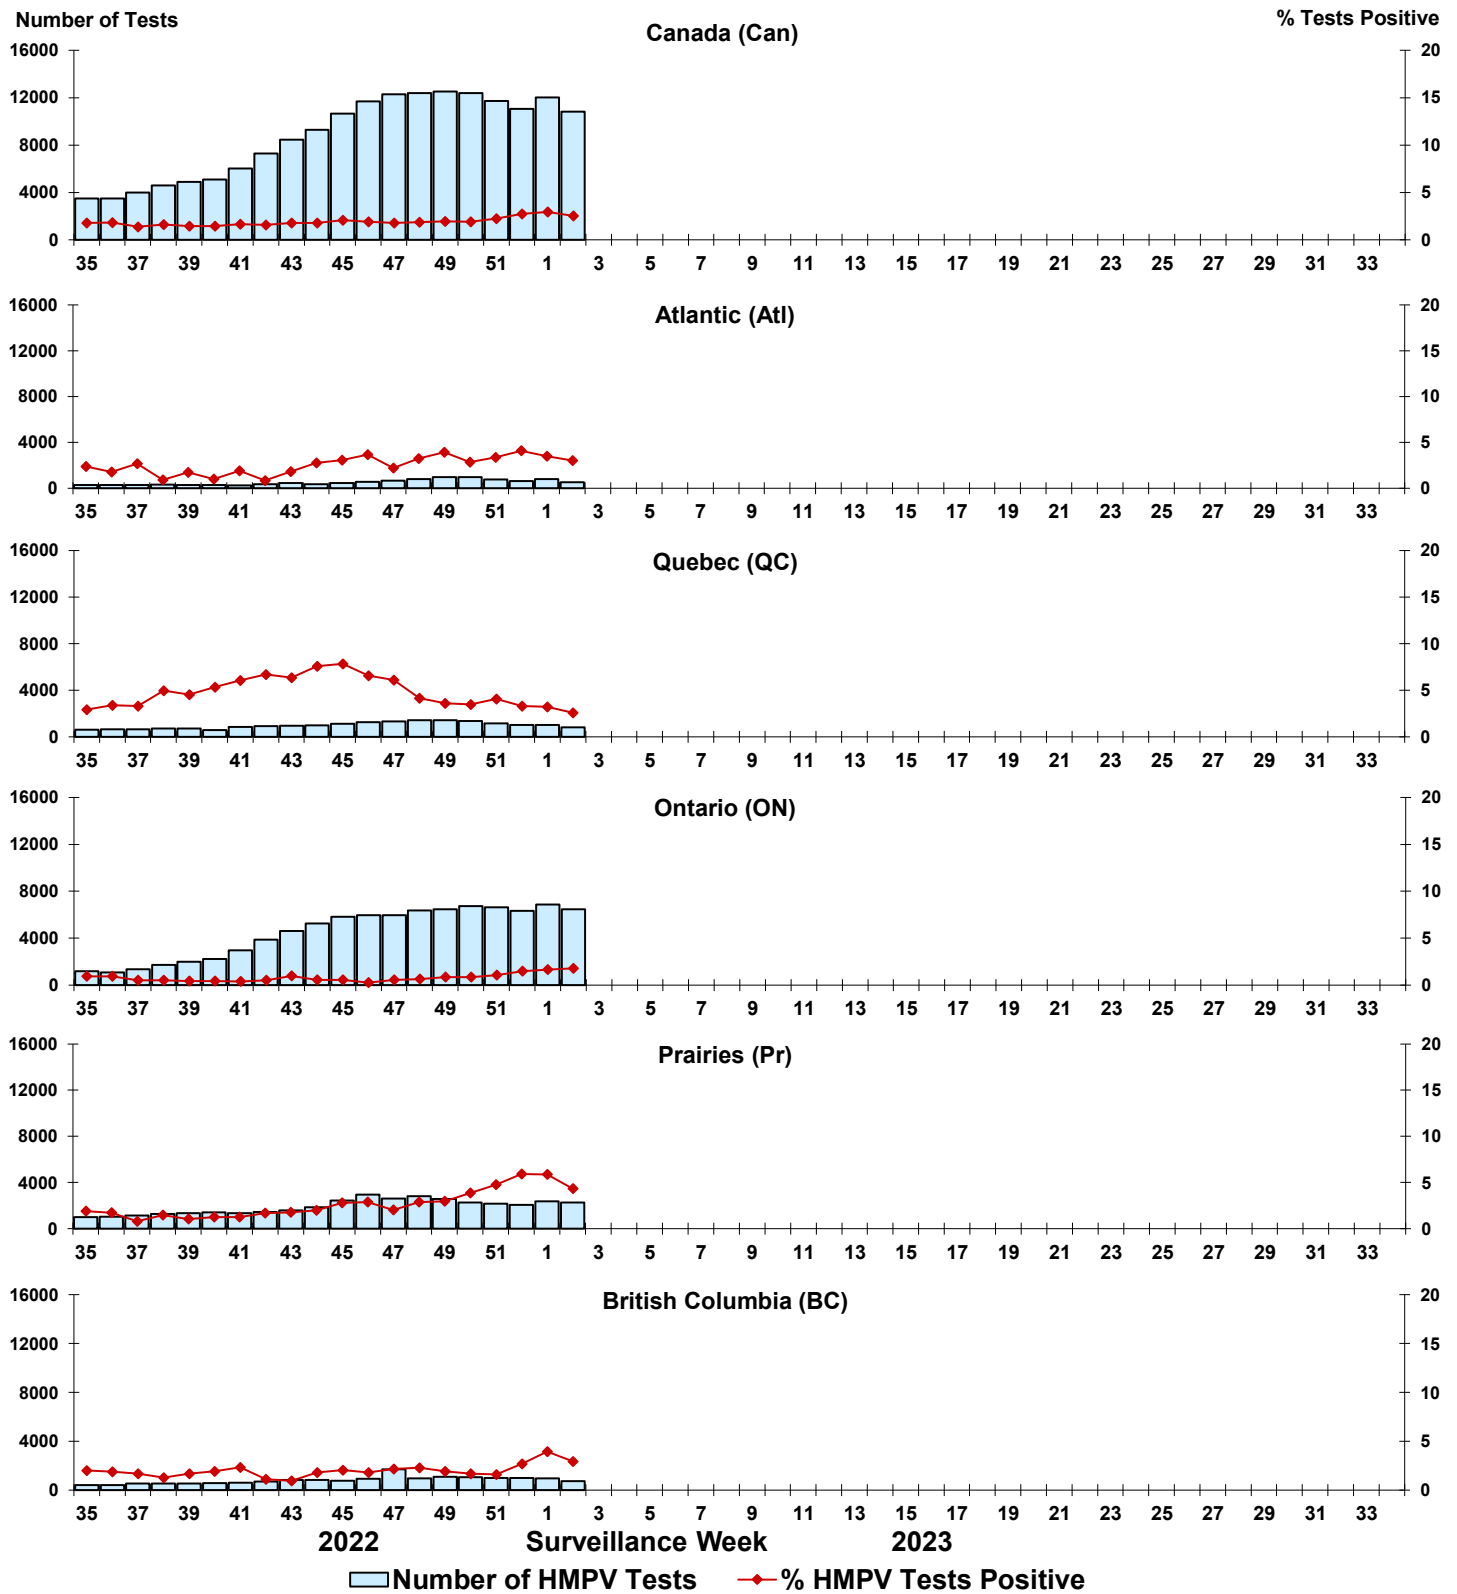 Number of Tests
% Tests Positive
Canada (Can)
16000 20
12000 15
8000 10
4000 5
0 0
35 37 39 41 43 45 47 49 51 1 3 5 7 9 11 13 15 17 19 21 23 25 27 29 31 33
Atlantic (Atl)
16000 20
12000 15
8000 10
4000 5
0 0
35 37 39 41 43 45 47 49 51 1 3 5 7 9 11 13 15 17 19 21 23 25 27 29 31 33
Quebec (QC)
16000 20
12000 15
8000 10
4000 5
0 0
35 37 39 41 43 45 47 49 51 1 3 5 7 9 11 13 15 17 19 21 23 25 27 29 31 33
Ontario (ON)
16000 20
12000 15
8000 10
4000 5
0 0
35 37 39 41 43 45 47 49 51 1 3 5 7 9 11 13 15 17 19 21 23 25 27 29 31 33
Prairies (Pr)
16000 20
12000 15
8000 10
4000 5
0 0
35 37 39 41 43 45 47 49 51 1 3 5 7 9 11 13 15 17 19 21 23 25 27 29 31 33
British Columbia (BC)
16000 20
12000 15
8000 10
4000 5
0 0
35 37 39 41 43 45 47 49 51 1 3 5 7 9 11 13 15 17 19 21 23 25 27 29 31 33
2022 Surveillance Week 2023
Number of HMPV Tests % HMPV Tests Positive